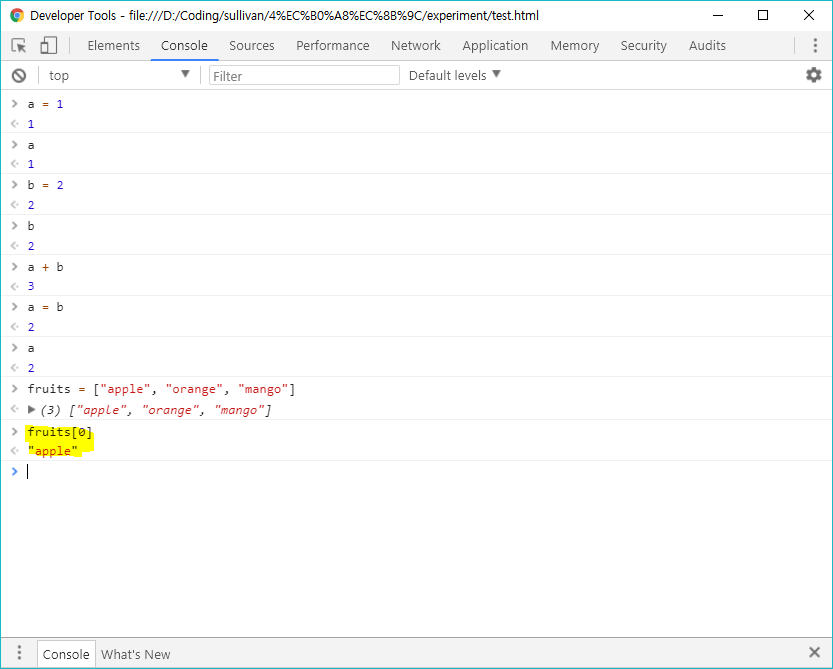 Developer Tools - file:///D:/Coding/sullivan/4%EC%B0%A8%EC%8B%9C/experiment/test.html
Elements Console Sources Performance Network Application Memory Security Audits
top Filter Default levels
> a = 1
1
> a
1
> b = 2
2
> b
2
> a + b
3
> a = b
2
> a
2
> fruits = ["apple", "orange", "mango"]
(3) ["apple", "orange", "mango"]
> fruits[0]
"apple"
>
Console What's New